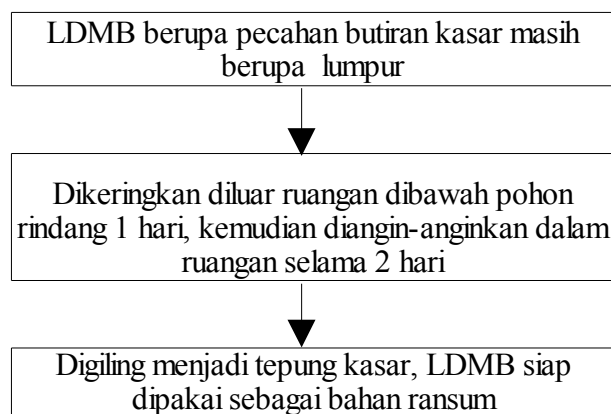 LDMB berupa pecahan butiran kasar masih
berupa lumpur
Dikeringkan diluar ruangan dibawah pohon
rindang 1 hari, kemudian diangin-anginkan dalam
ruangan selama 2 hari
Digiling menjadi tepung kasar, LDMB siap
dipakai sebagai bahan ransum